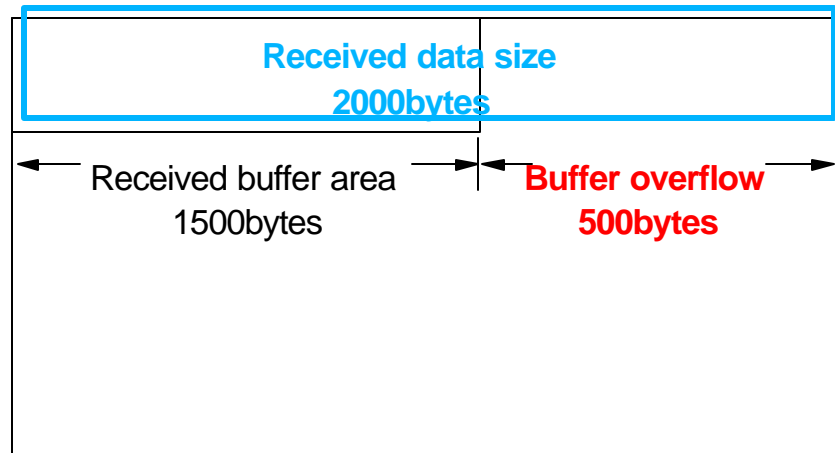 Received data size
2000bytes
Received buffer area
1500bytes
Buffer overflow
500bytes